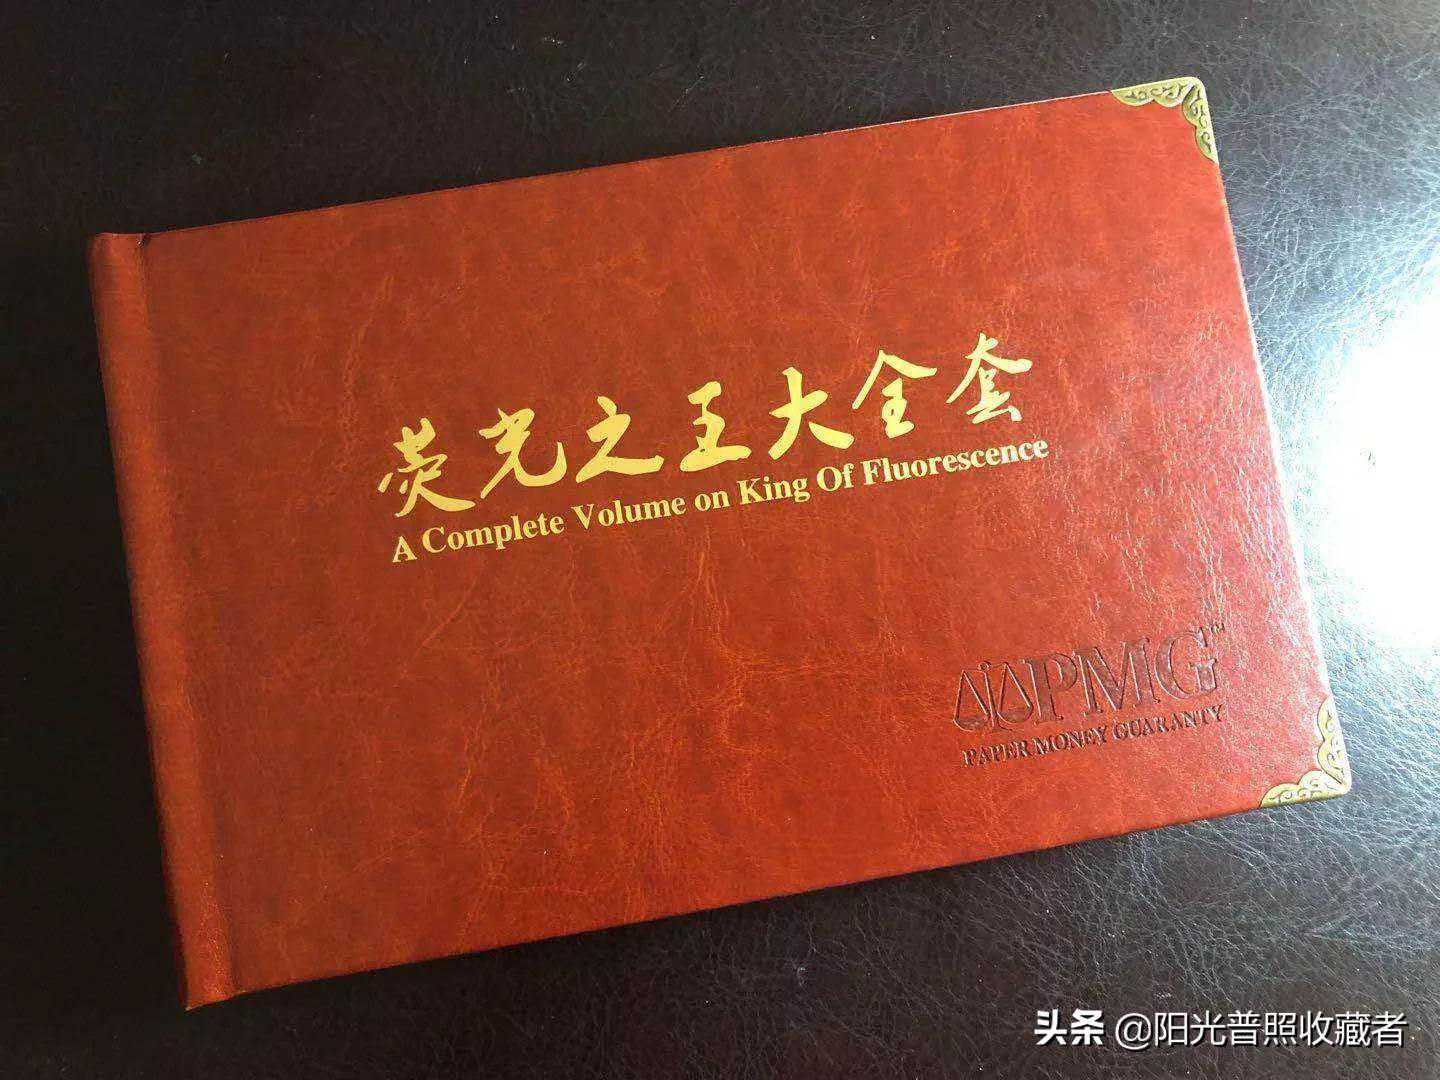 荧光之王大全套
A Complete Volume on King Of Fluorescence
PMG™
PAPER MONEY GUARANTY
头条 @阳光普照收藏者